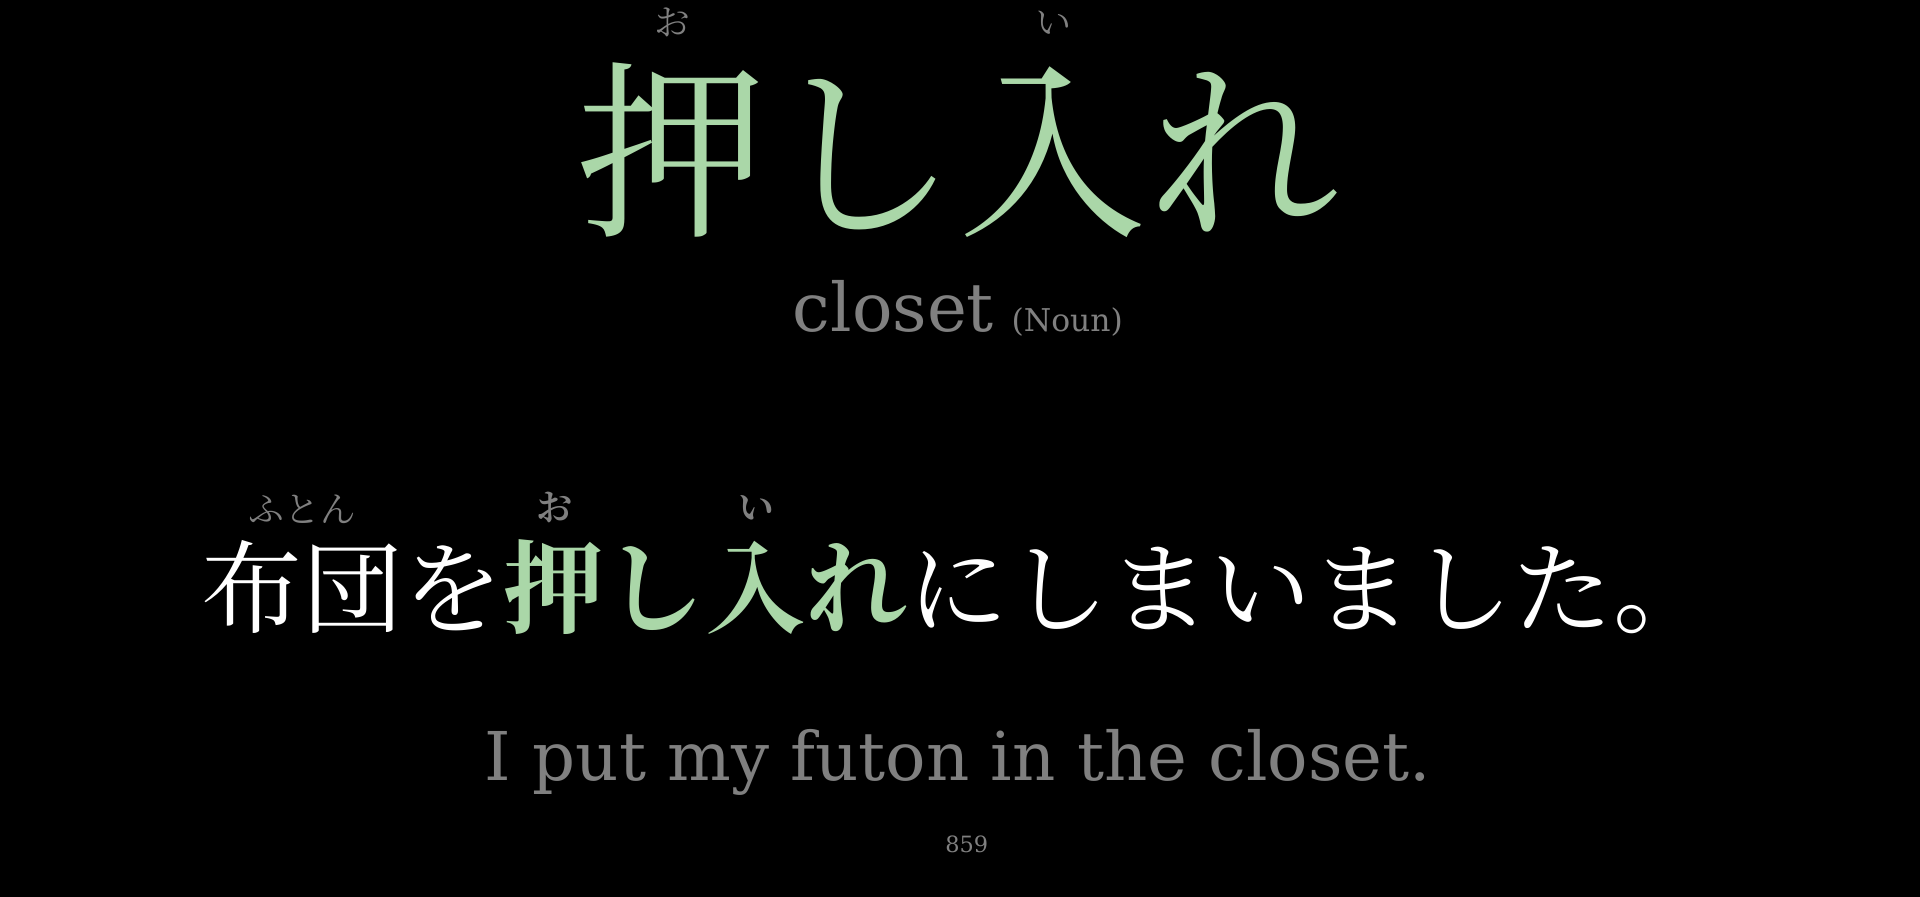 お い
押し入れ
closet (Noun)
ふとん お い
布団を押し入れにしまいました。
I put my futon in the closet.
859